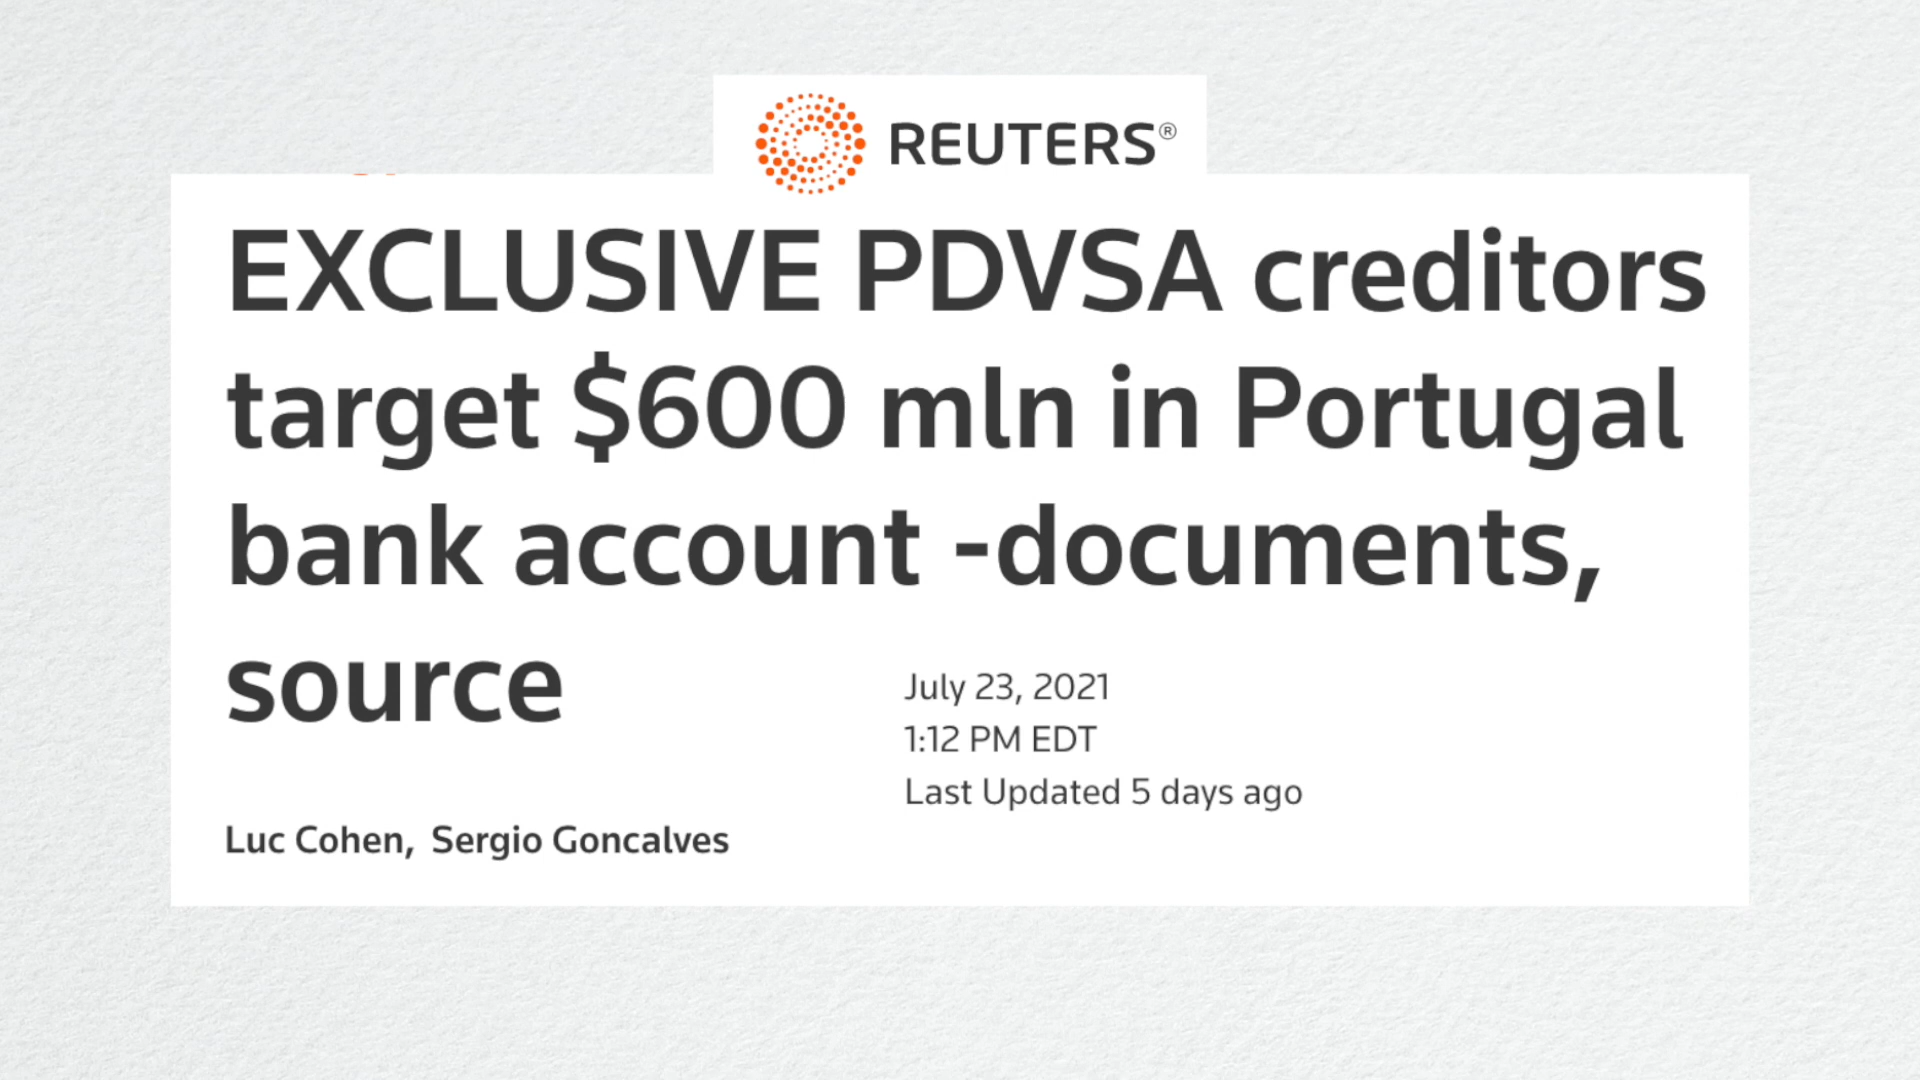 REUTERS®
EXCLUSIVE PDVSA creditors
target $600 mln in Portugal
bank account -documents,
source
July 23, 2021
1:12 PM EDT
Last Updated 5 days ago
Luc Cohen, Sergio Goncalves